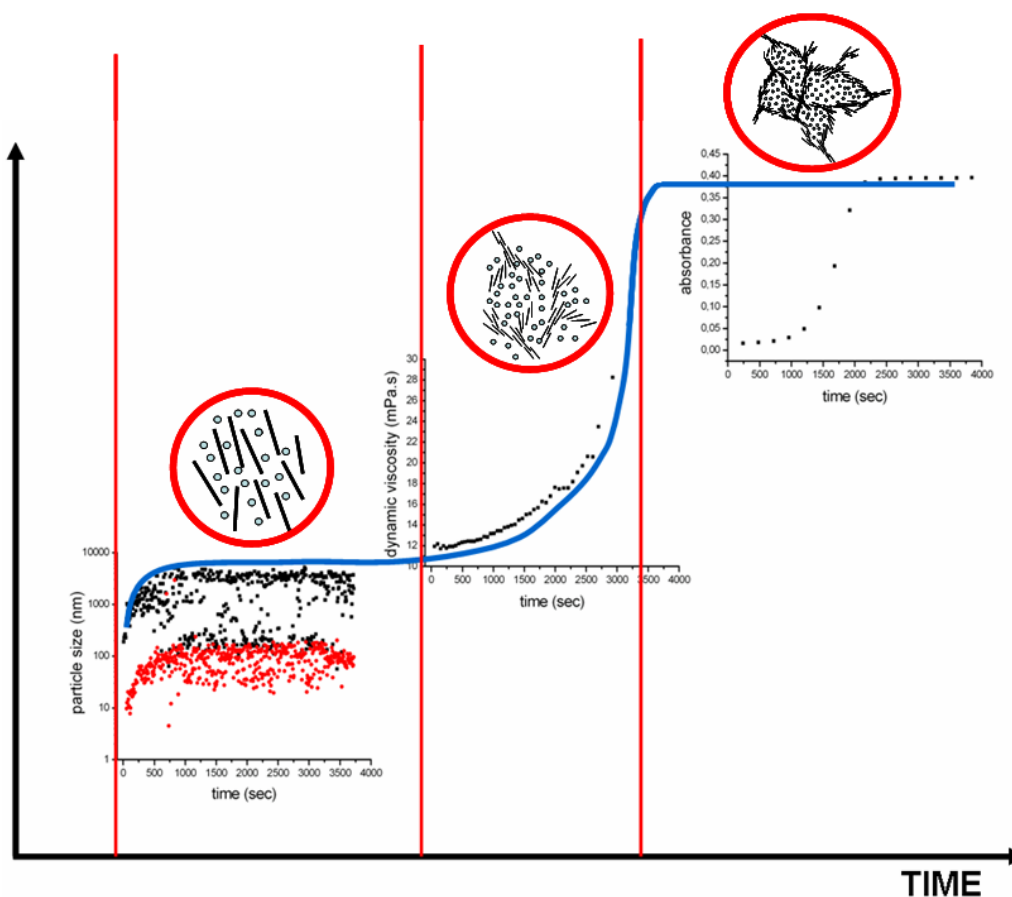 0,45
0,40
0,35
0,30
0,25
0,20
0,15
0,10
0,05
0,00
absorbance
0 500 1000 1500 2000 2500 3000 3500 4000
time (sec)
30
28
26
24
22
20
18
16
14
12
10
dynamic viscosity (mPa.s)
0 500 1000 1500 2000 2500 3000 3500 4000
time (sec)
10000
1000
100
10
1
particle size (nm)
0 500 1000 1500 2000 2500 3000 3500 4000
time (sec)
TIME